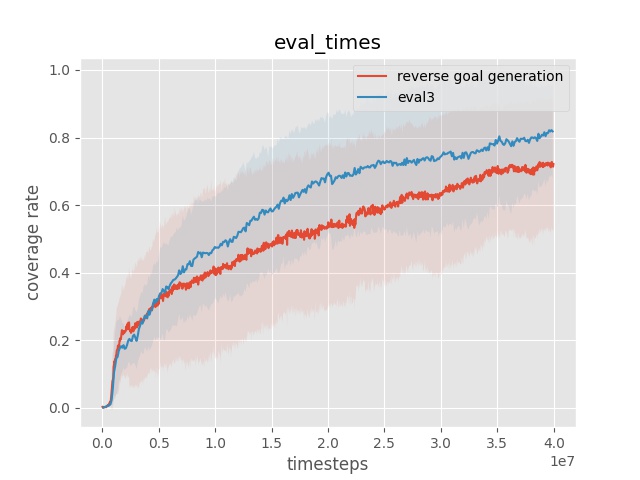 eval_times
reverse goal generation
eval3
coverage rate
1.0
0.8
0.6
0.4
0.2
0.0
0.0 0.5 1.0 1.5 2.0 2.5 3.0 3.5 4.0
1e7
timesteps